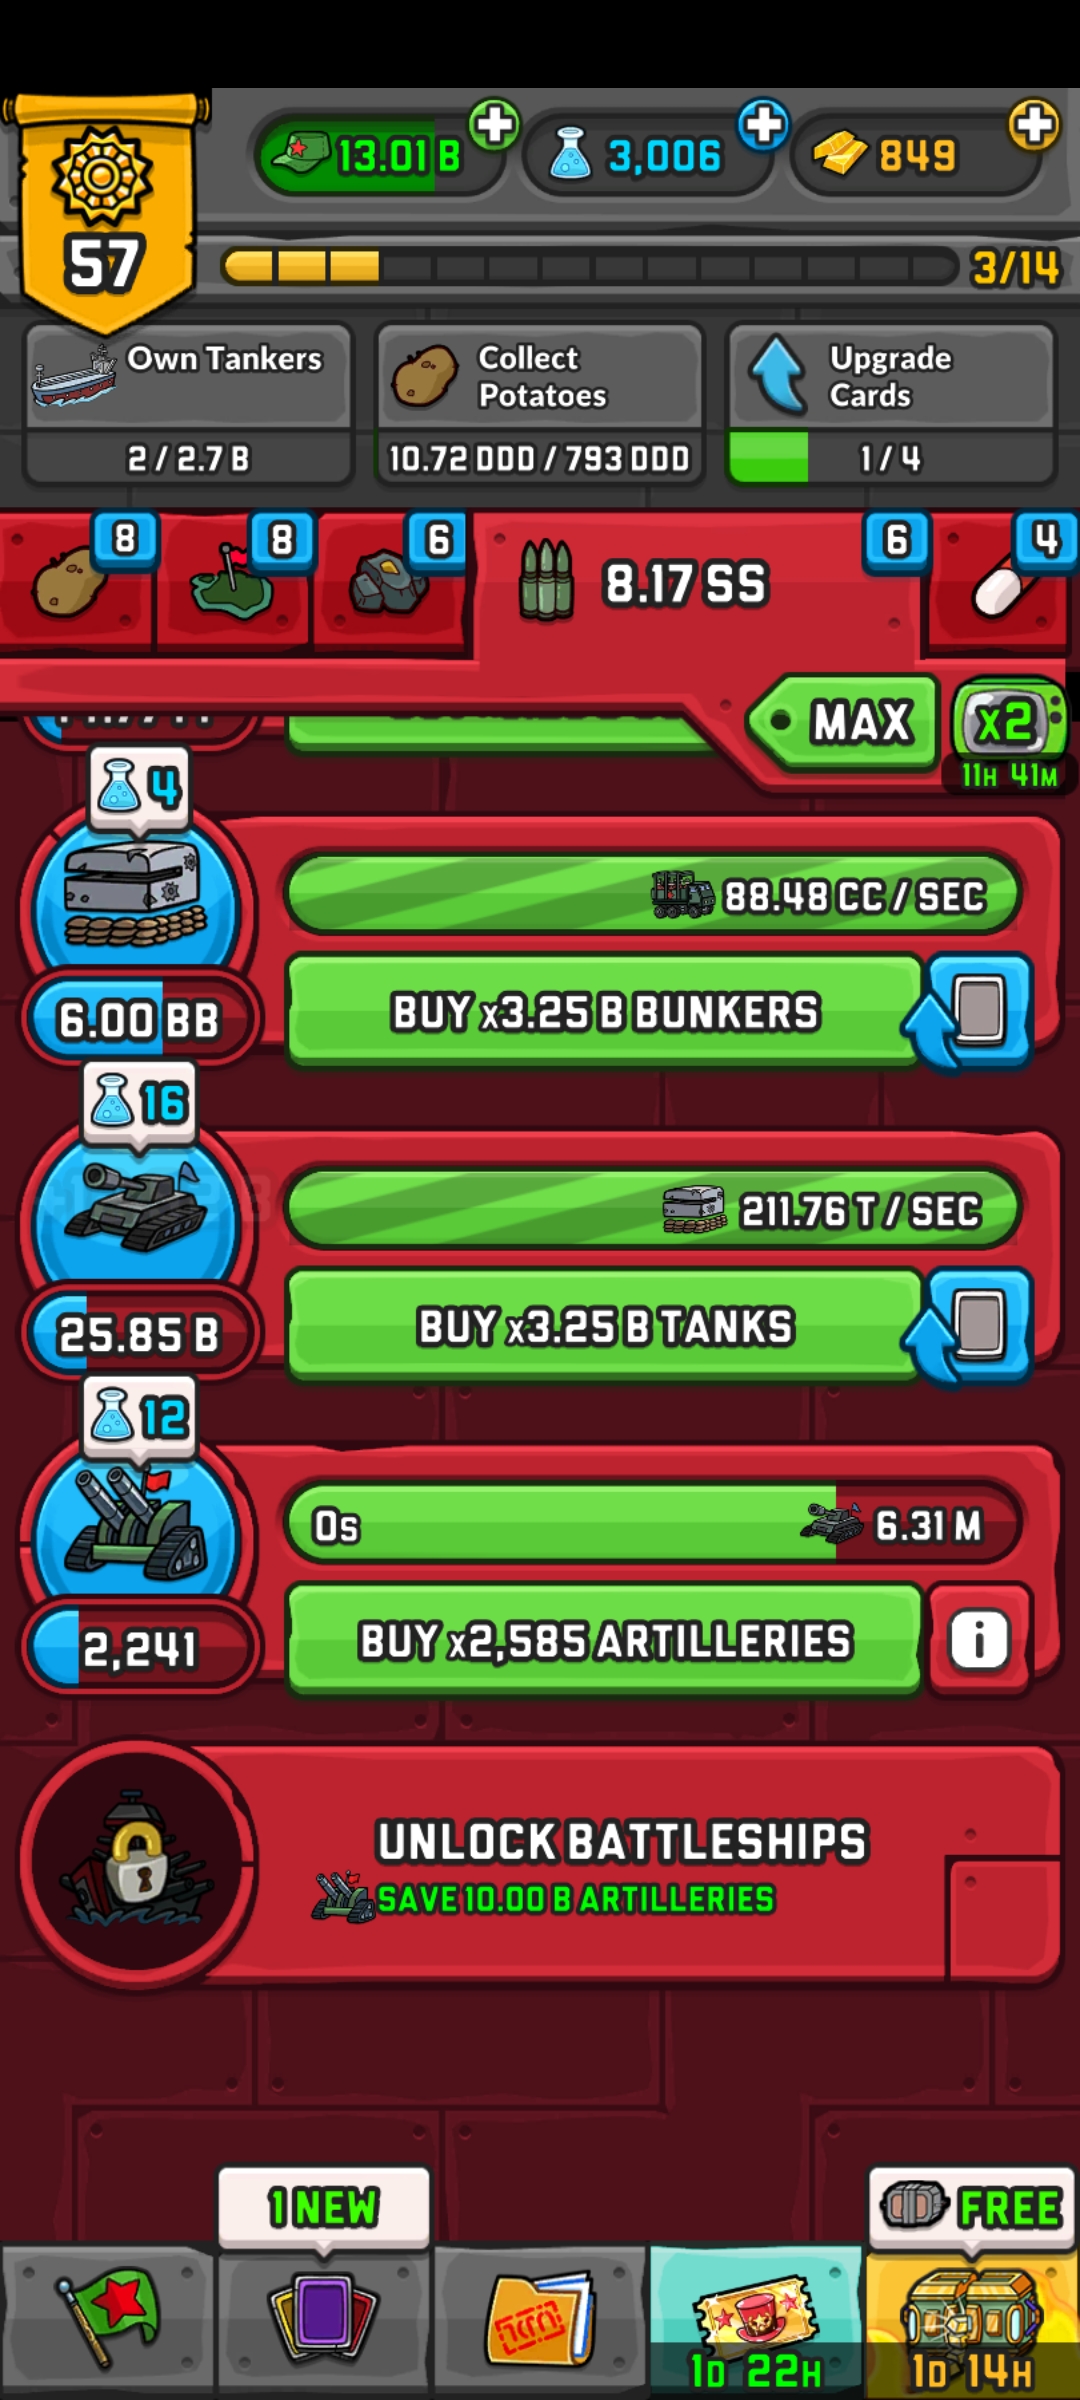 13.01 B
3,006
849
57
3/14
Own Tankers
2 / 2.7 B
Collect
Potatoes
10.72 DDD / 793 DDD
Upgrade
Cards
1 / 4
8
8
6
8.17 SS
6
4
MAX
x2
11H 41M
4
88.48 CC / SEC
BUY x3.25 B BUNKERS
6.00 BB
16
211.76 T / SEC
BUY x3.25 B TANKS
25.85 B
12
0s
6.31 M
BUY x2,585 ARTILLERIES
i
2,241
UNLOCK BATTLESHIPS
SAVE 10.00 B ARTILLERIES
1 NEW
FREE
1D 22H
1D 14H